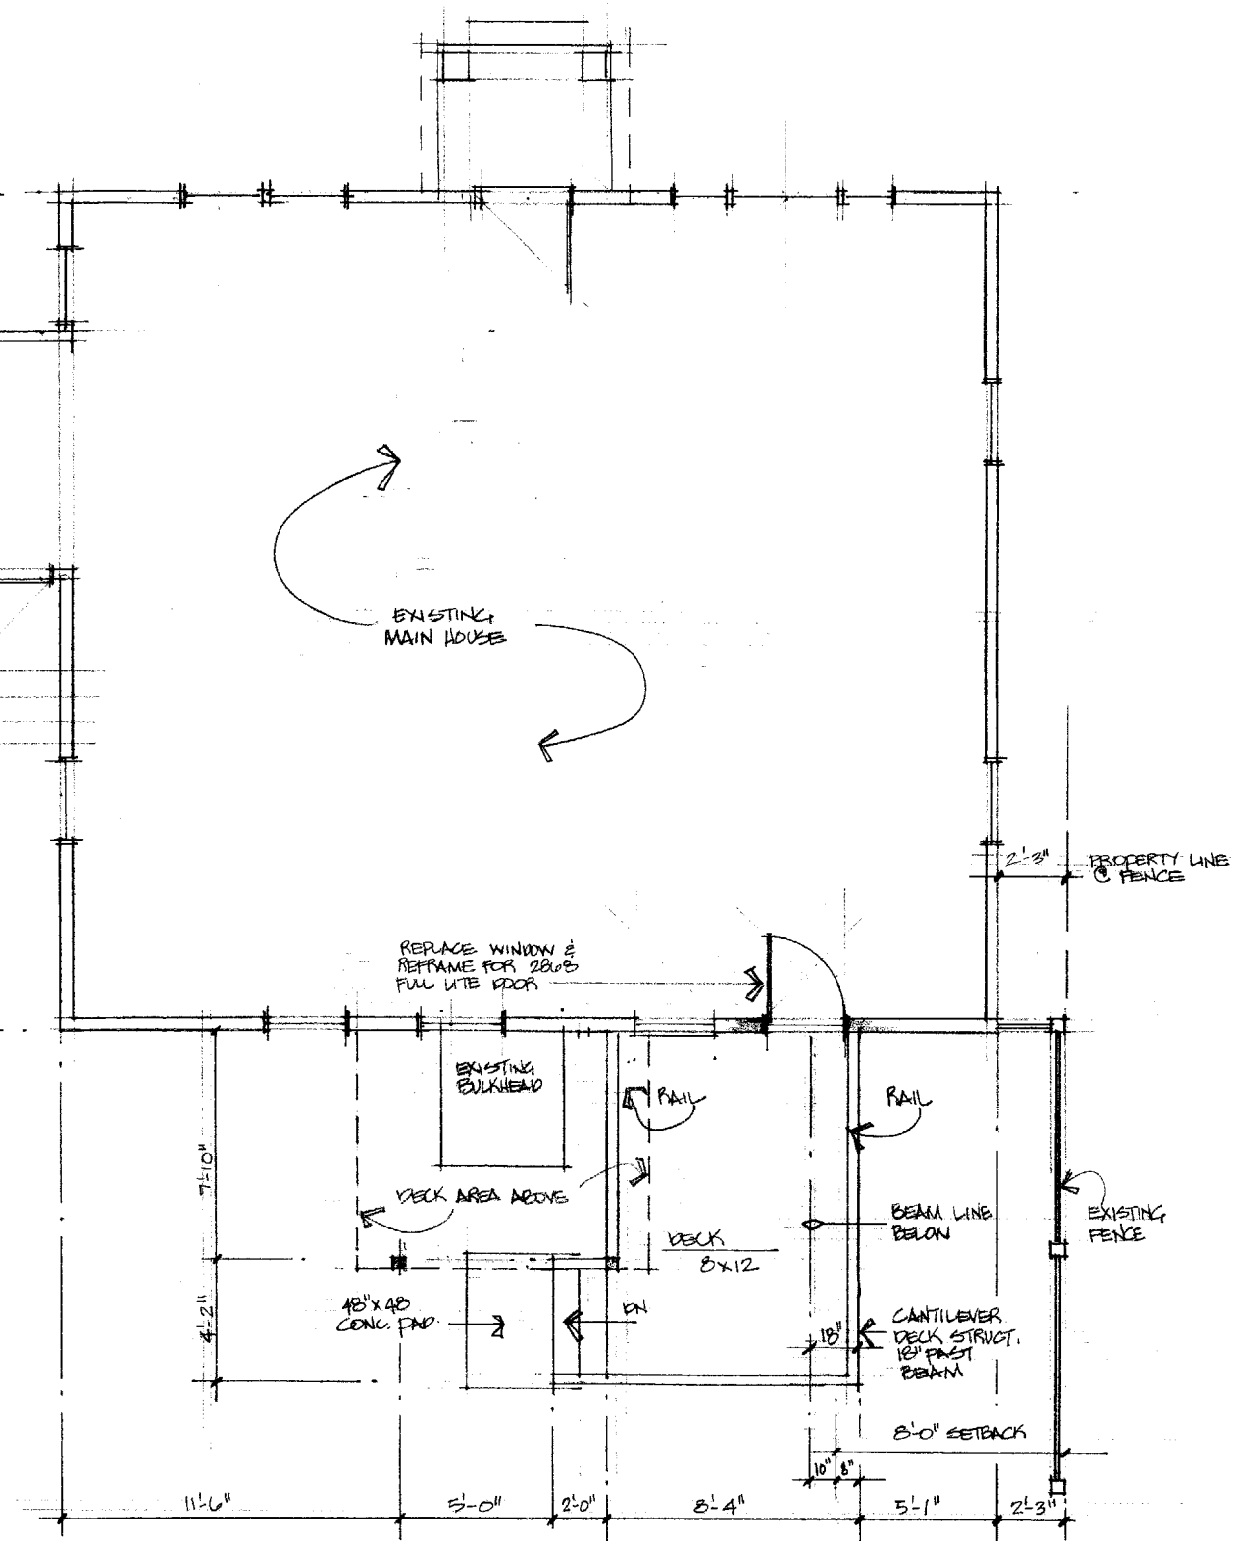 EXISTING
MAIN HOUSE
2'-3"
PROPERTY LINE
@ FENCE
REPLACE WINDOW &
REFRAME FOR 2868
FULL LITE DOOR
EXISTING
BULKHEAD
RAIL
RAIL
7'-10"
DECK AREA ABOVE
DECK
8x12
BEAM LINE
BELOW
EXISTING
FENCE
4'-2"
48"x48
CONC. PAD.
DN
18"
CANTILEVER
DECK STRUCT.
18" PAST
BEAM
8'-0" SETBACK
10"
8"
11'-6"
5'-0"
2'-0"
8'-4"
5'-1"
2'-3"